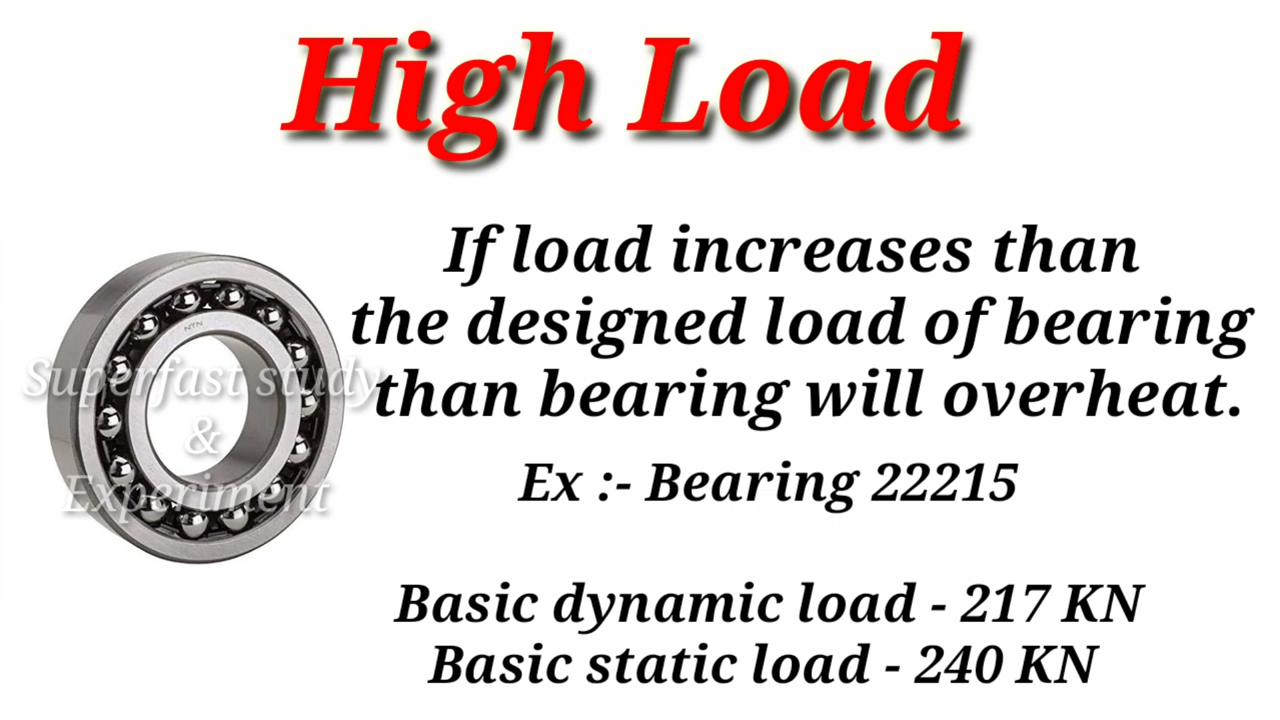 High Load
If load increases than
the designed load of bearing
than bearing will overheat.
Ex :- Bearing 22215
Basic dynamic load - 217 KN
Basic static load - 240 KN
NTN
Superfast study
&
Experiment